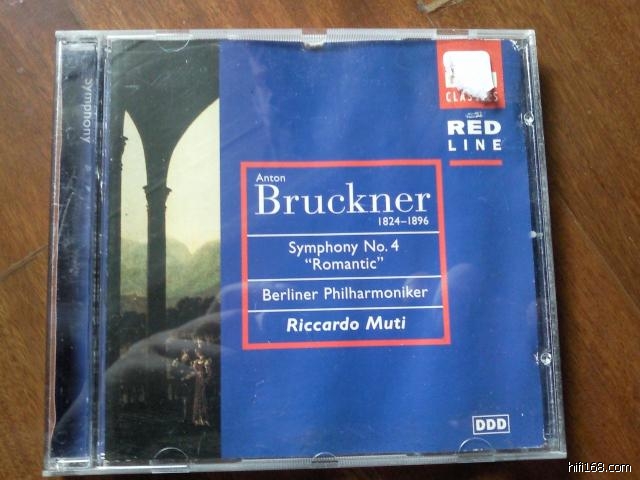 Symphony
CLASSICS
RED
LINE
Anton
Bruckner
1824–1896
Symphony No. 4
“Romantic”
Berliner Philharmoniker
Riccardo Muti
DDD
hifi168.com